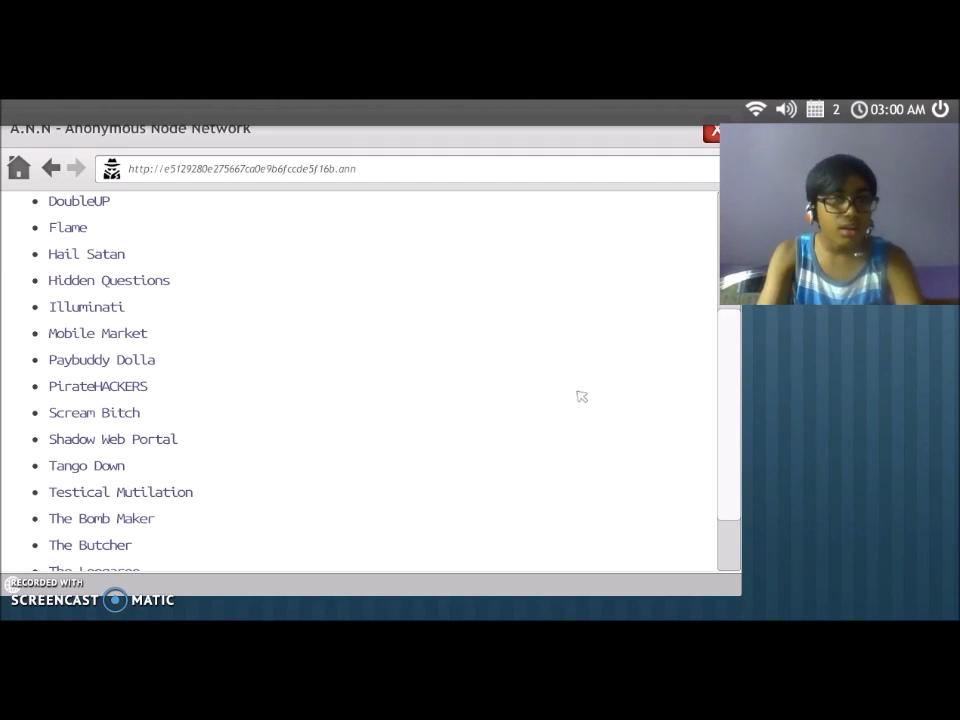 2 03:00 AM
A.N.N - Anonymous Node Network
X
http://e5129280e275667ca0e9b6fccde5f16b.ann
DoubleUP
Flame
Hail Satan
Hidden Questions
Illuminati
Mobile Market
Paybuddy Dolla
PirateHACKERS
Scream Bitch
Shadow Web Portal
Tango Down
Testical Mutilation
The Bomb Maker
The Butcher
The
RECORDED WITH
SCREENCAST MATIC